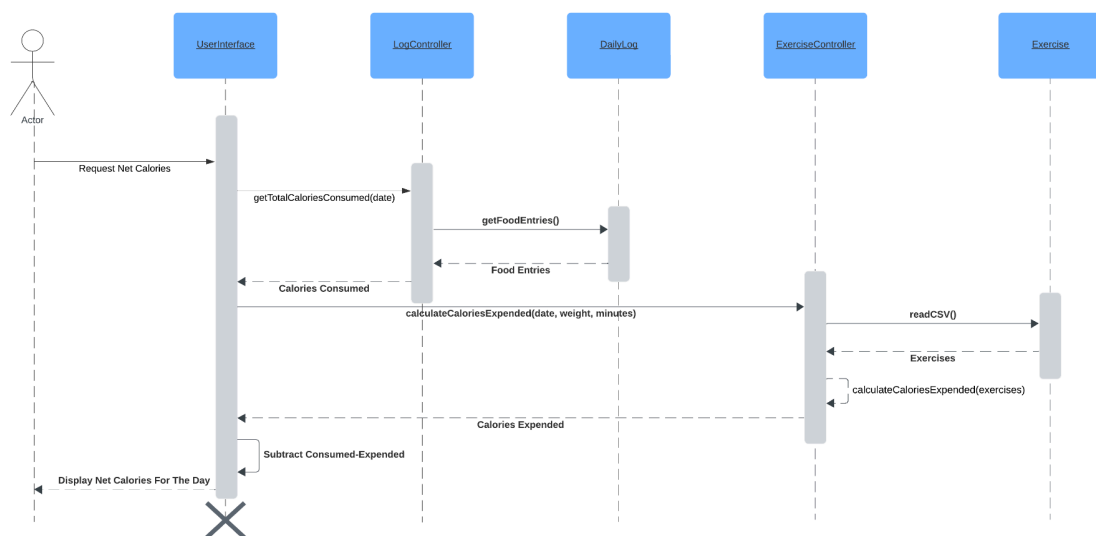 UserInterface
LogController
DailyLog
ExerciseController
Exercise
Actor
Request Net Calories
getTotalCaloriesConsumed(date)
getFoodEntries()
Food Entries
Calories Consumed
calculateCaloriesExpended(date, weight, minutes)
readCSV()
Exercises
calculateCaloriesExpended(exercises)
Calories Expended
Subtract Consumed-Expended
Display Net Calories For The Day